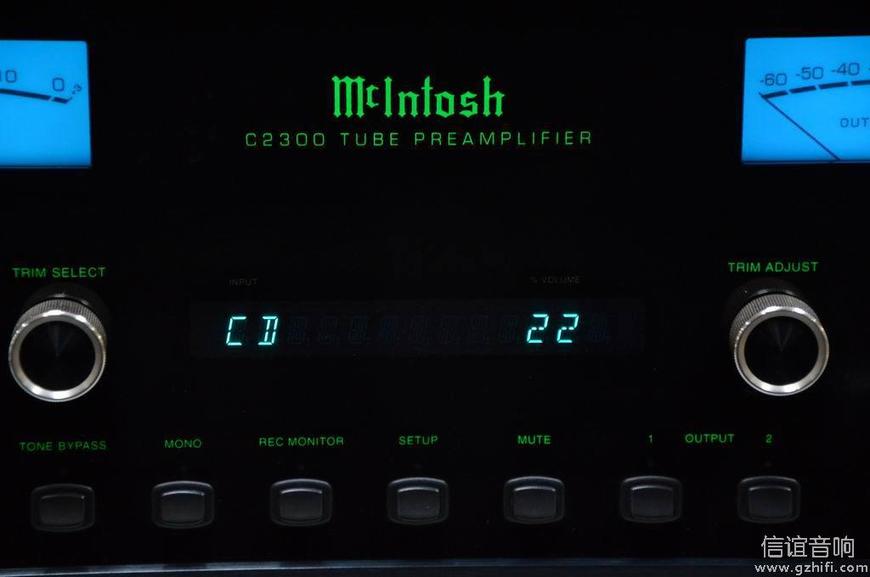 10 0
-60 -50 -40
OUT
McIntosh
C2300 TUBE PREAMPLIFIER
TRIM SELECT
TRIM ADJUST
INPUT
% VOLUME
CD
22
TONE BYPASS
MONO
REC MONITOR
SETUP
MUTE
1
OUTPUT
2
信谊音响
www.gzhifi.com